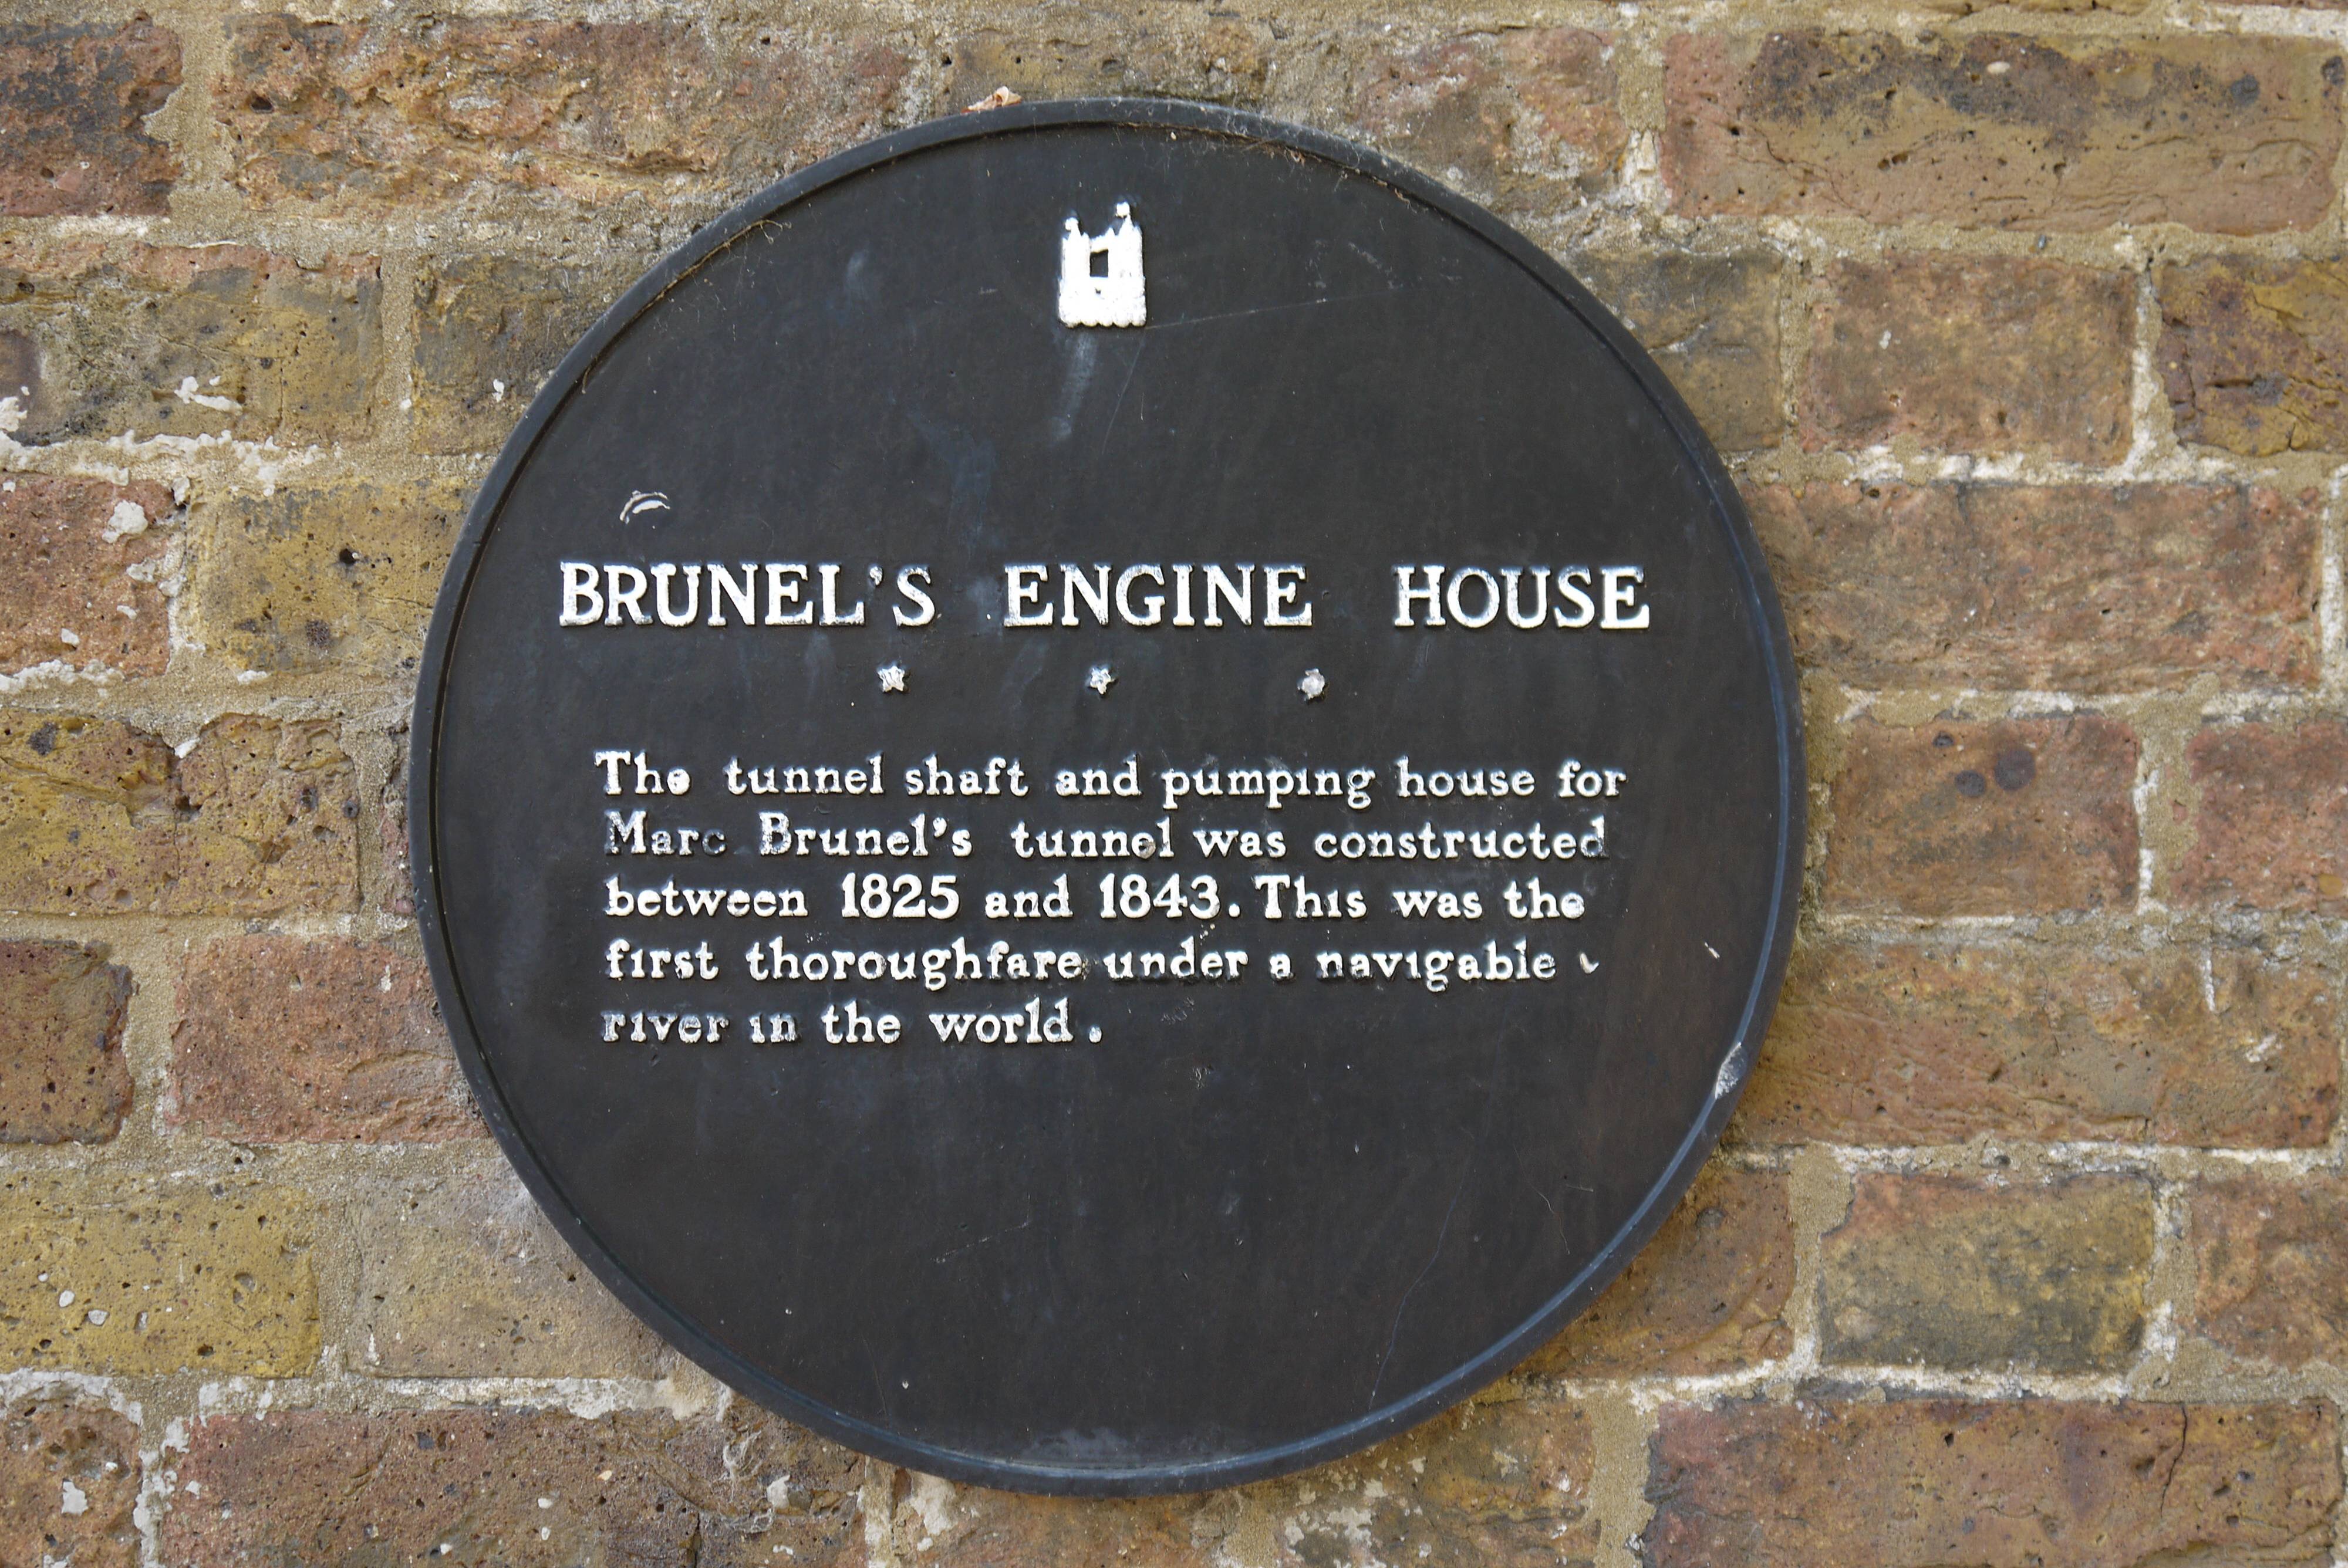 BRUNEL'S ENGINE HOUSE
The tunnel shaft and pumping house for
Marc Brunel's tunnel was constructed
between 1825 and 1843. This was the
first thoroughfare under a navigable
river in the world.